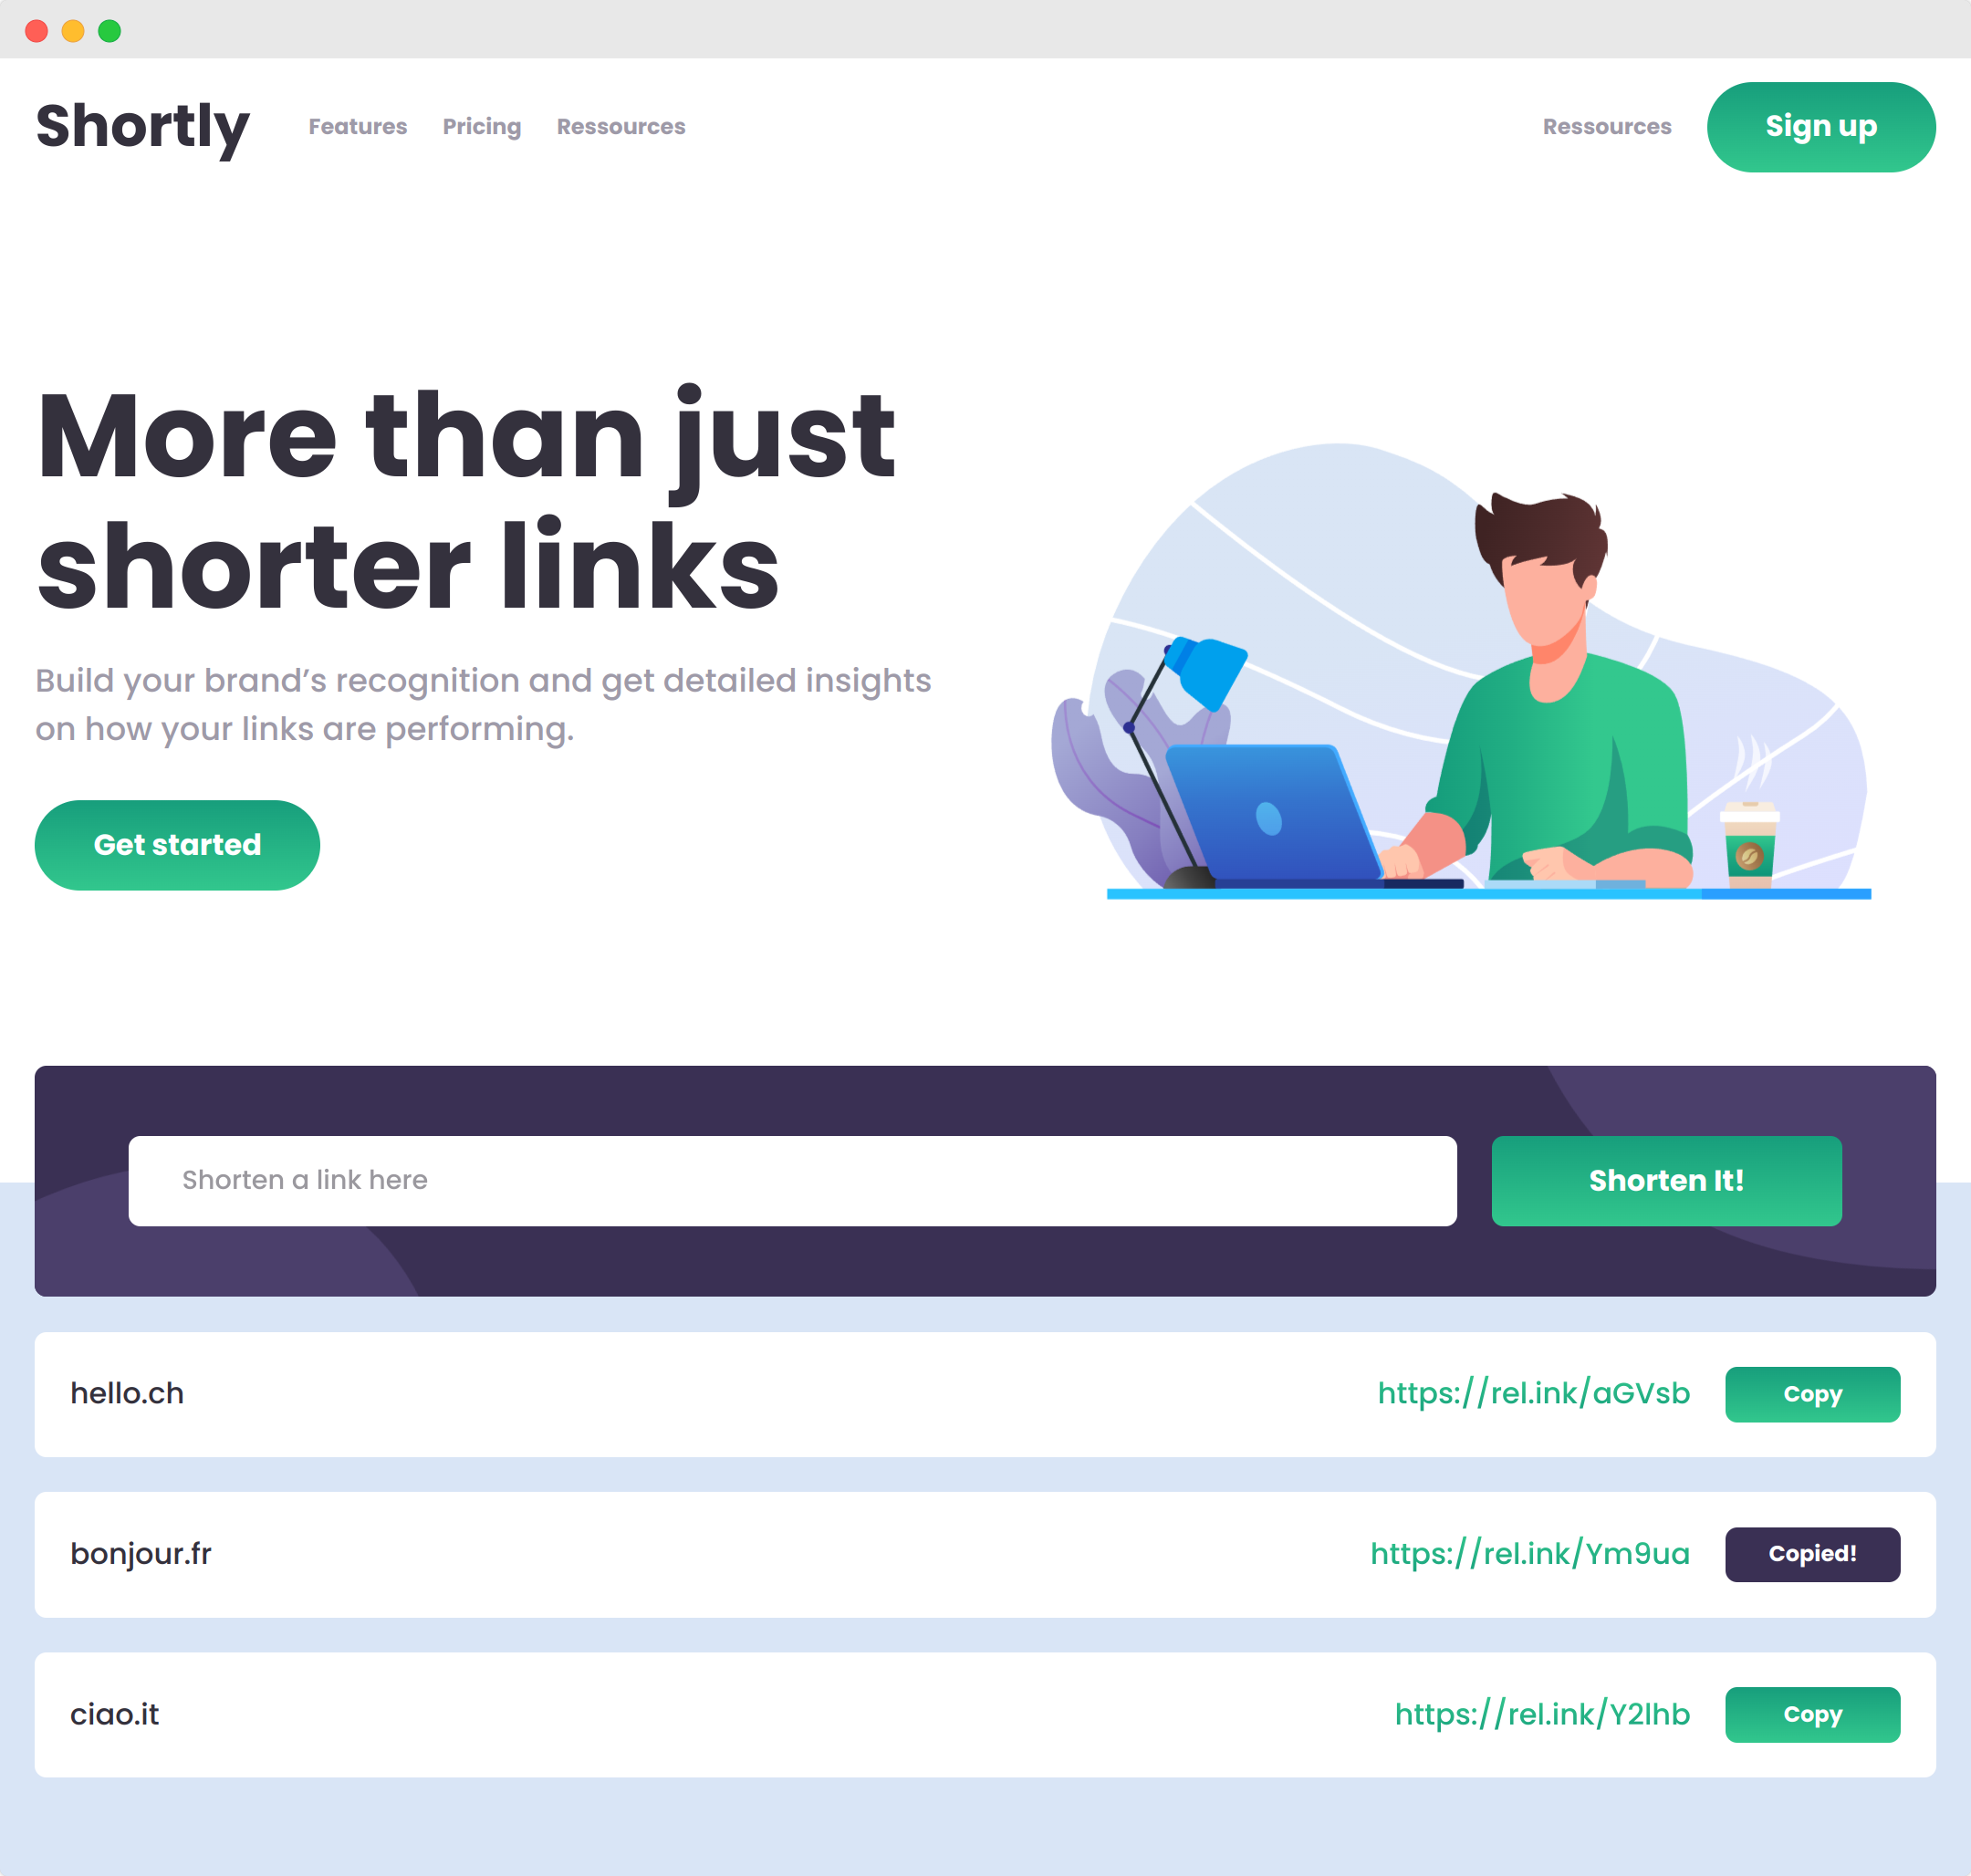 Shortly
Features Pricing Ressources
Ressources
Sign up
More than just
shorter links
Build your brand’s recognition and get detailed insights
on how your links are performing.
Get started
Shorten a link here
Shorten It!
hello.ch
https://rel.ink/aGVsb
Copy
bonjour.fr
https://rel.ink/Ym9ua
Copied!
ciao.it
https://rel.ink/Y2lhb
Copy